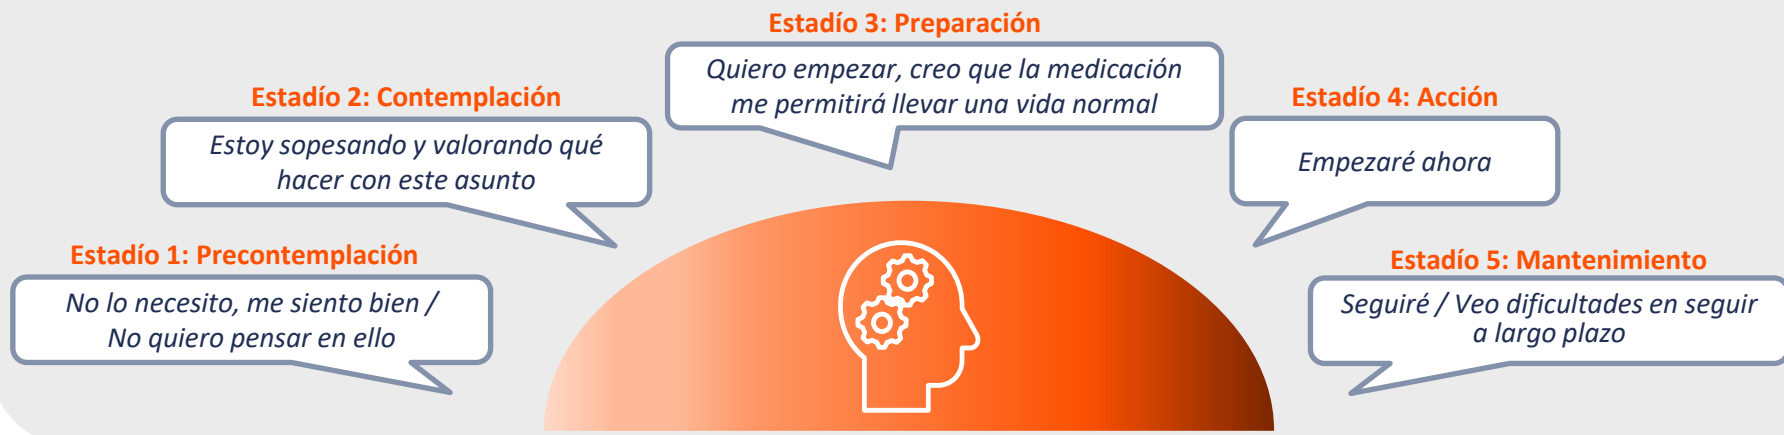 Estadío 1: Precontemplación
No lo necesito, me siento bien /
No quiero pensar en ello
Estadío 2: Contemplación
Estoy sopesando y valorando qué
hacer con este asunto
Estadío 3: Preparación
Quiero empezar, creo que la medicación
me permitirá llevar una vida normal
Estadío 4: Acción
Empezaré ahora
Estadío 5: Mantenimiento
Seguiré / Veo dificultades en seguir
a largo plazo